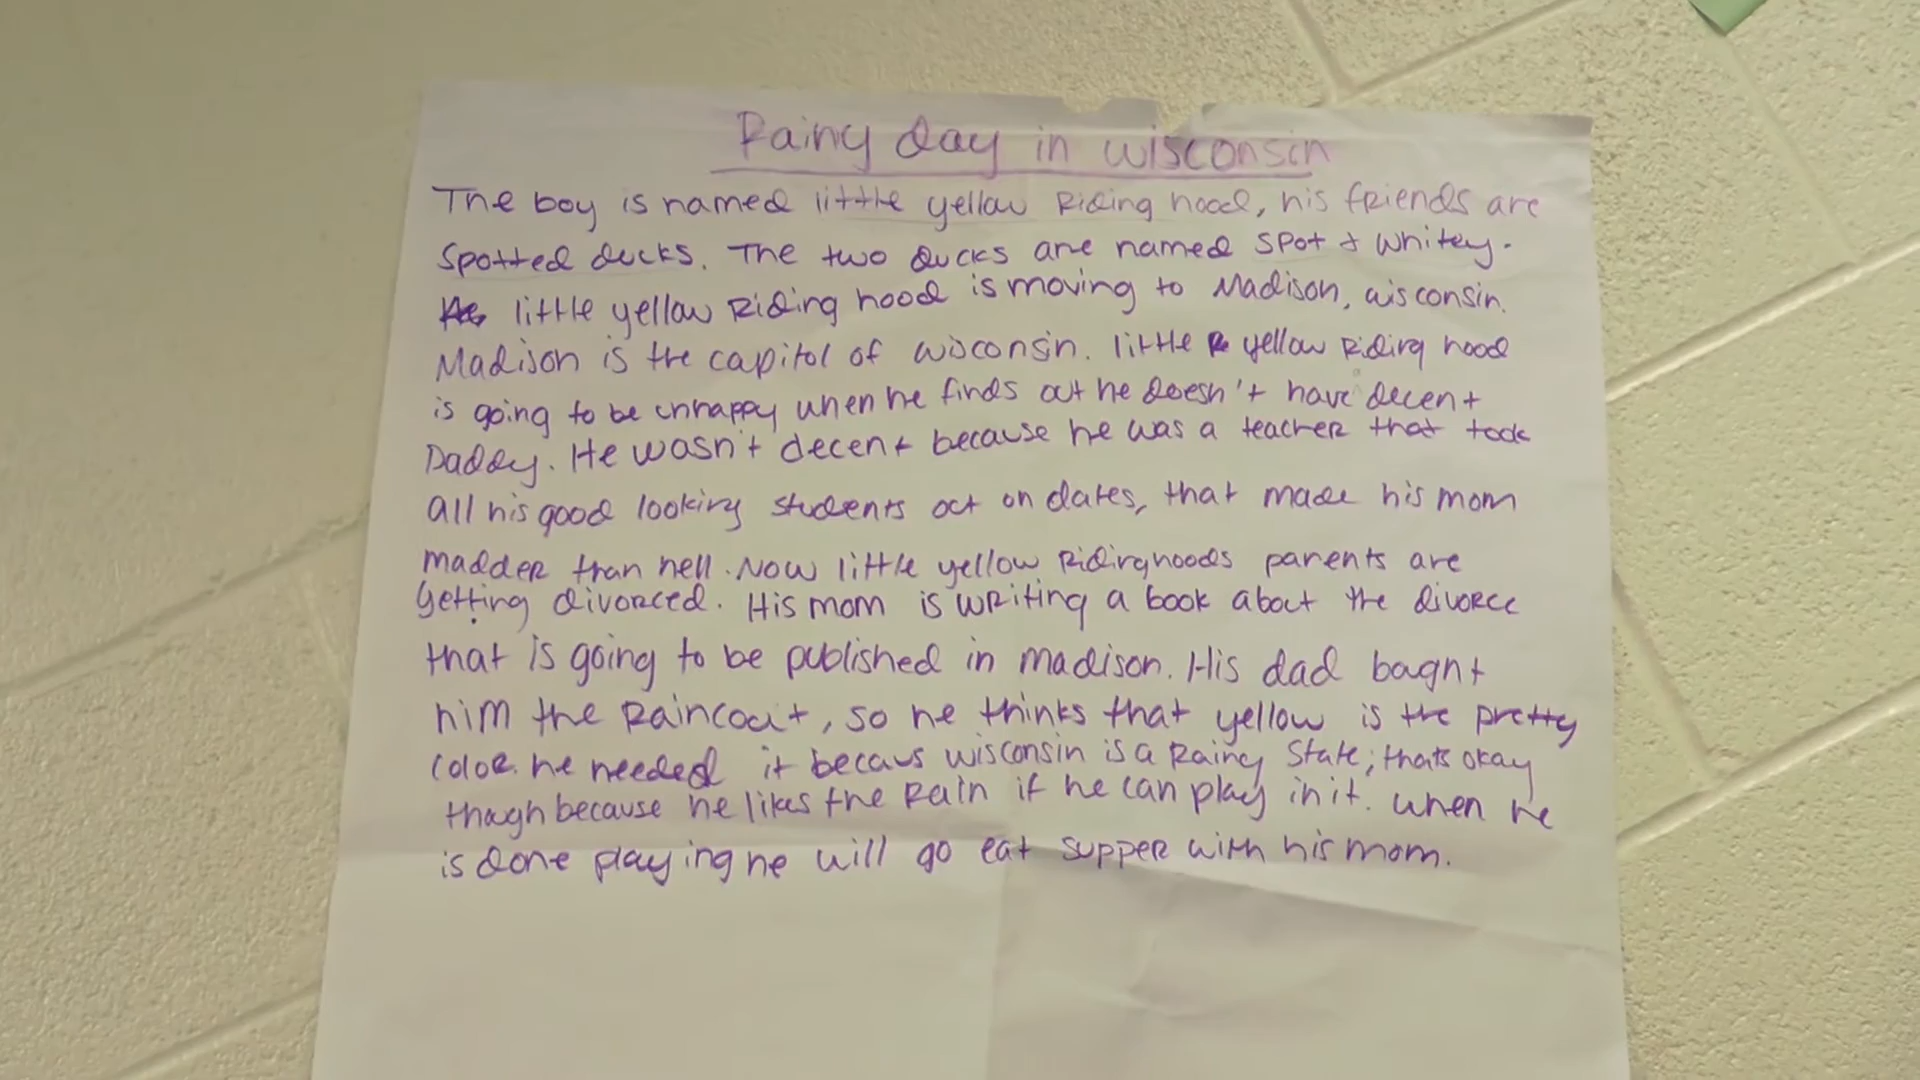 Rainy day in wisconsin
The boy is named little yellow Riding hood, his friends are
spotted ducks. The two ducks are named spot & Whitey.
little yellow Riding hood is moving to Madison, wisconsin.
Madison is the capitol of wisconsin. little yellow Riding hood
is going to be unhappy when he finds out he doesn't have decent
Daddy. He wasn't decent because he was a teacher that took
all his good looking students out on dates, that made his mom
madder than hell. Now little yellow Ridinghoods parents are
getting divorced. His mom is writing a book about the divorce
that is going to be published in madison. His dad bought
him the Raincoat, so he thinks that yellow is the pretty
color. he needed it becaus wisconsin is a Rainy State; thats okay
though because he likes the Rain if he can play in it. when he
is done playing he will go eat supper with his mom.